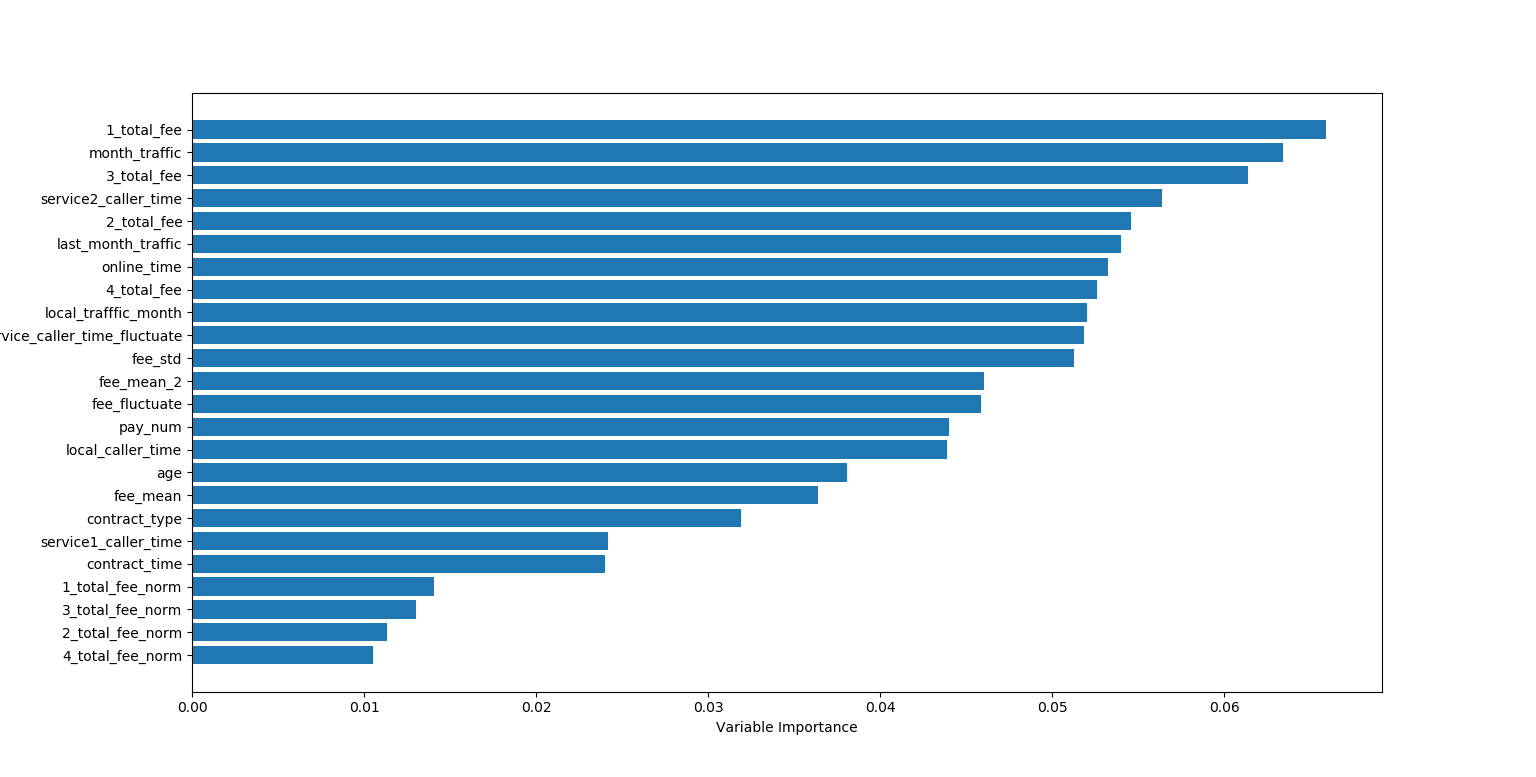 1_total_fee
month_traffic
3_total_fee
service2_caller_time
2_total_fee
last_month_traffic
online_time
4_total_fee
local_trafffic_month
rvice_caller_time_fluctuate
fee_std
fee_mean_2
fee_fluctuate
pay_num
local_caller_time
age
fee_mean
contract_type
service1_caller_time
contract_time
1_total_fee_norm
3_total_fee_norm
2_total_fee_norm
4_total_fee_norm
0.00 0.01 0.02 0.03 0.04 0.05 0.06
Variable Importance